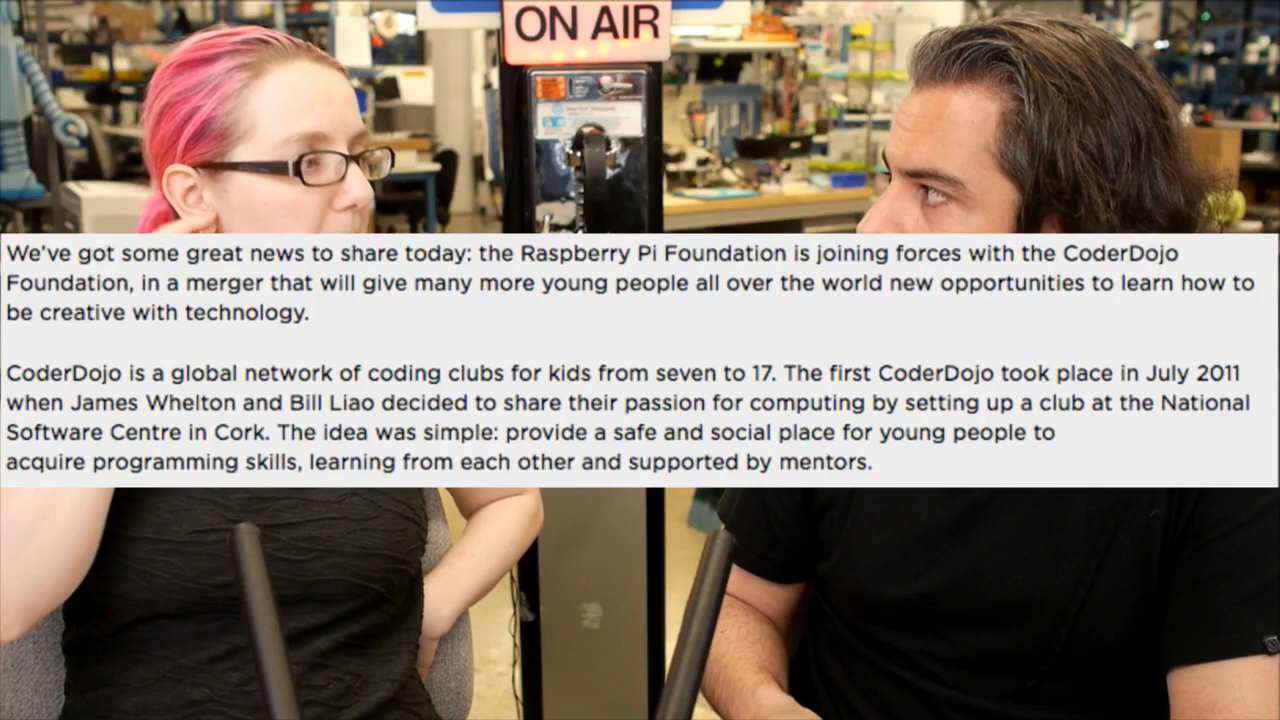 ON AIR
We've got some great news to share today: the Raspberry Pi Foundation is joining forces with the CoderDojo
Foundation, in a merger that will give many more young people all over the world new opportunities to learn how to
be creative with technology.
CoderDojo is a global network of coding clubs for kids from seven to 17. The first CoderDojo took place in July 2011
when James Whelton and Bill Liao decided to share their passion for computing by setting up a club at the National
Software Centre in Cork. The idea was simple: provide a safe and social place for young people to
acquire programming skills, learning from each other and supported by mentors.